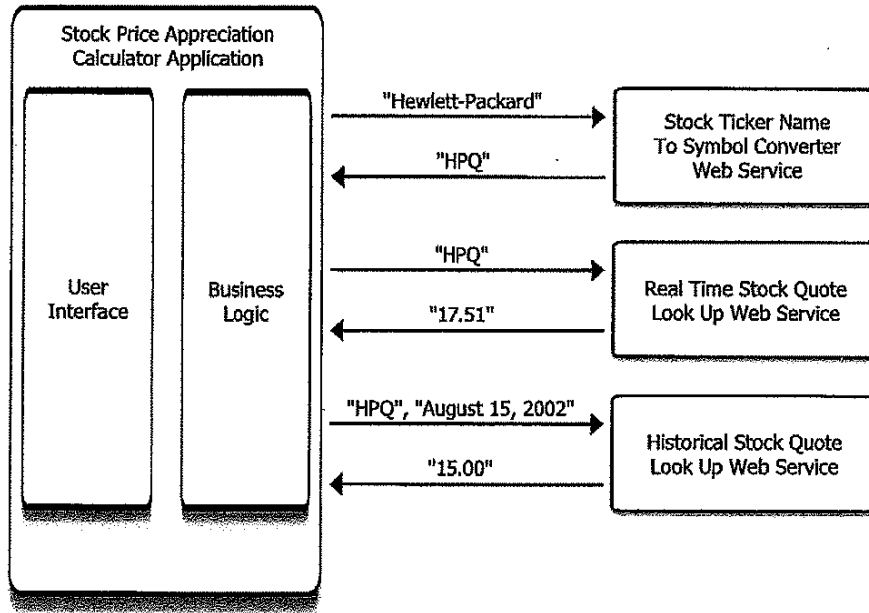 Stock Price Appreciation
Calculator Application
User
Interface
Business
Logic
"Hewlett-Packard"
"HPQ"
Stock Ticker Name
To Symbol Converter
Web Service
"HPQ"
"17.51"
Real Time Stock Quote
Look Up Web Service
"HPQ", "August 15, 2002"
"15.00"
Historical Stock Quote
Look Up Web Service